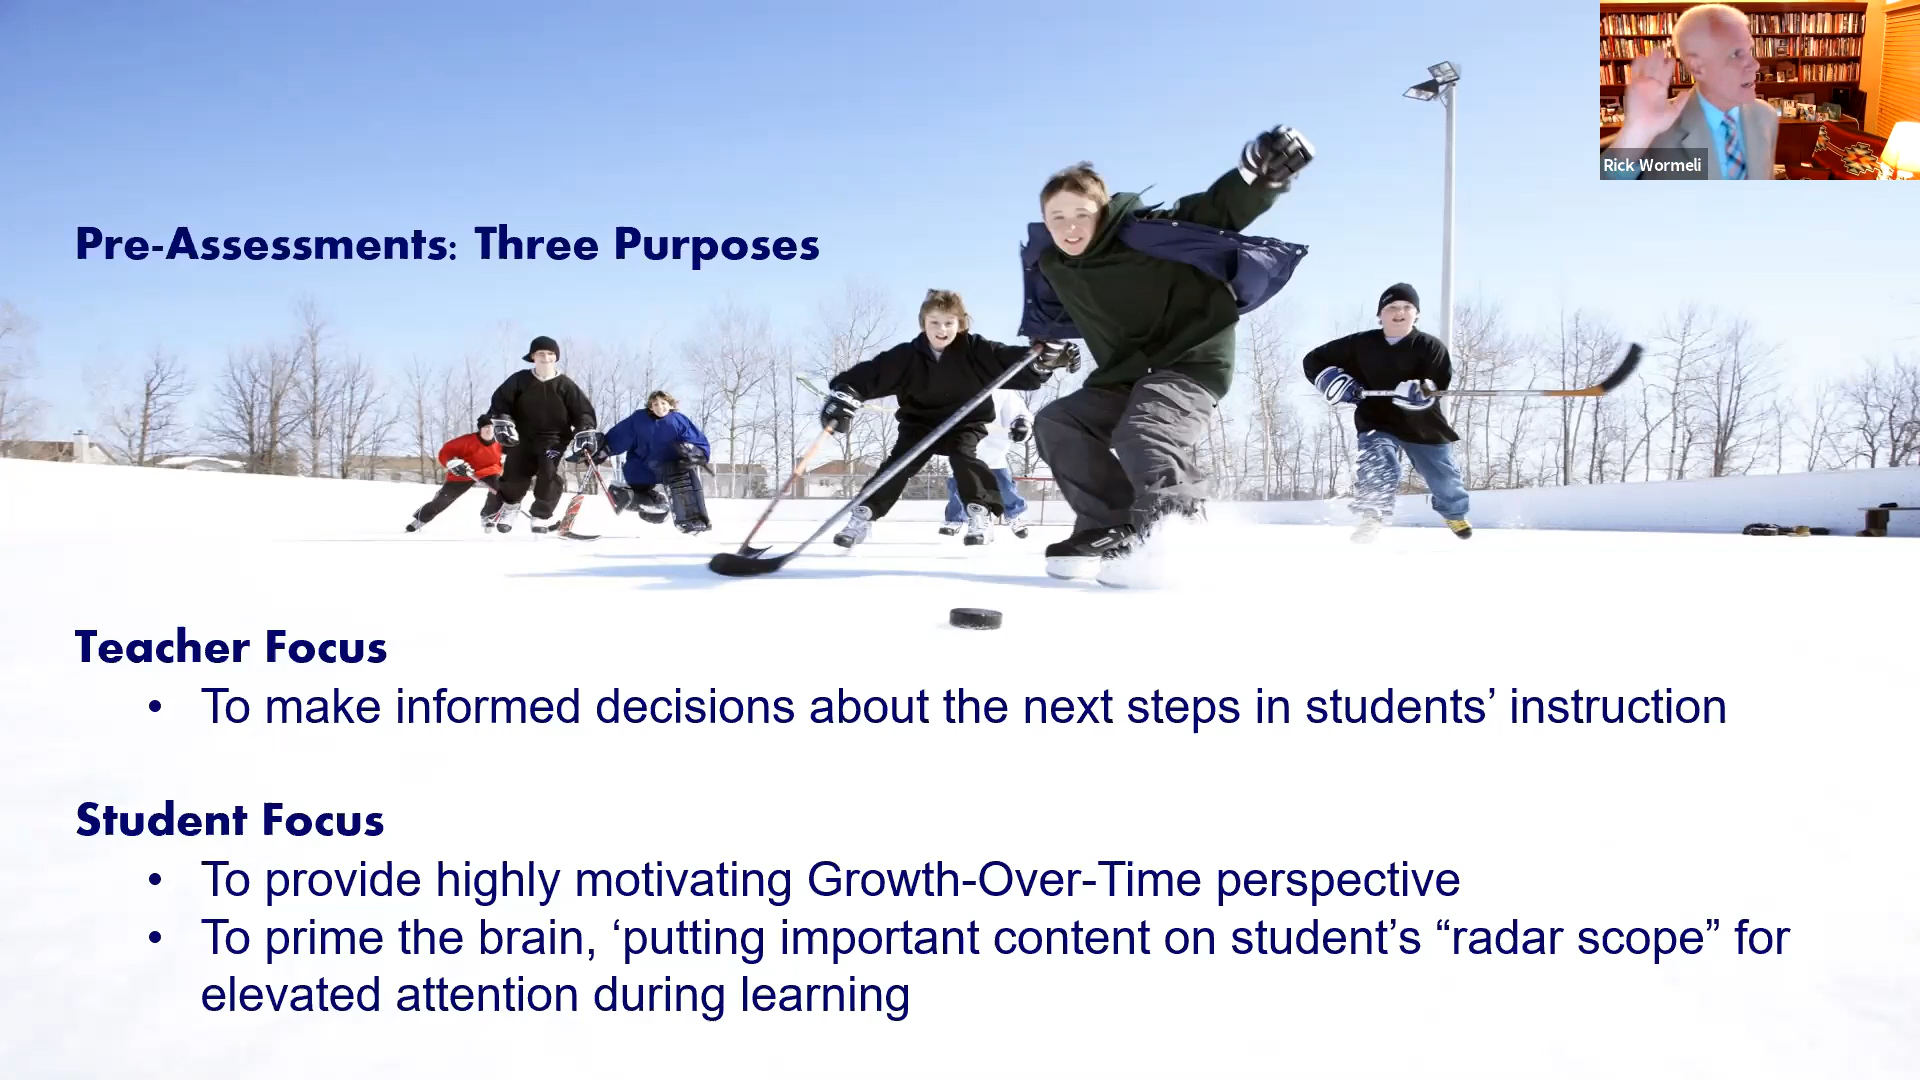 Rick Wormeli
Pre-Assessments: Three Purposes
Teacher Focus
• To make informed decisions about the next steps in students’ instruction
Student Focus
• To provide highly motivating Growth-Over-Time perspective
• To prime the brain, ‘putting important content on student’s “radar scope” for
elevated attention during learning